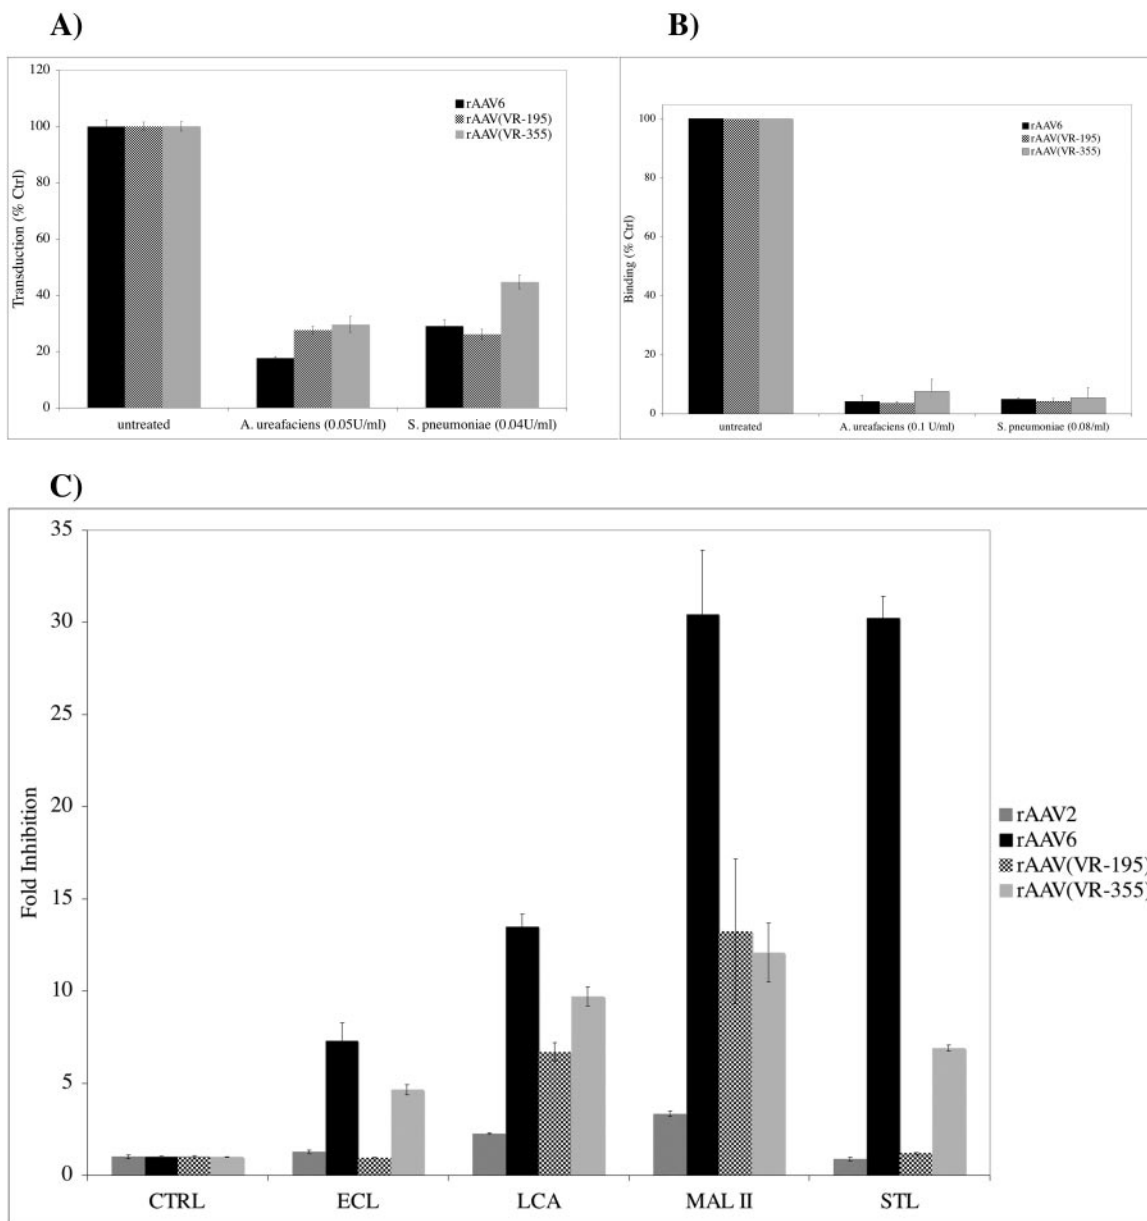 A)
120
100
80
60
40
20
0
Transduction (% Ctrl)
rAAV6
rAAV(VR-195)
rAAV(VR-355)
untreated
A. ureafaciens (0.05U/ml)
S. pneumoniae (0.04U/ml)
B)
100
80
60
40
20
0
Binding (% Ctrl)
rAAV6
rAAV(VR-195)
rAAV(VR-355)
untreated
A. ureafaciens (0.1 U/ml)
S. pneumoniae (0.08/ml)
C)
35
30
25
20
15
10
5
0
Fold Inhibition
rAAV2
rAAV6
rAAV(VR-195)
rAAV(VR-355)
CTRL
ECL
LCA
MAL II
STL